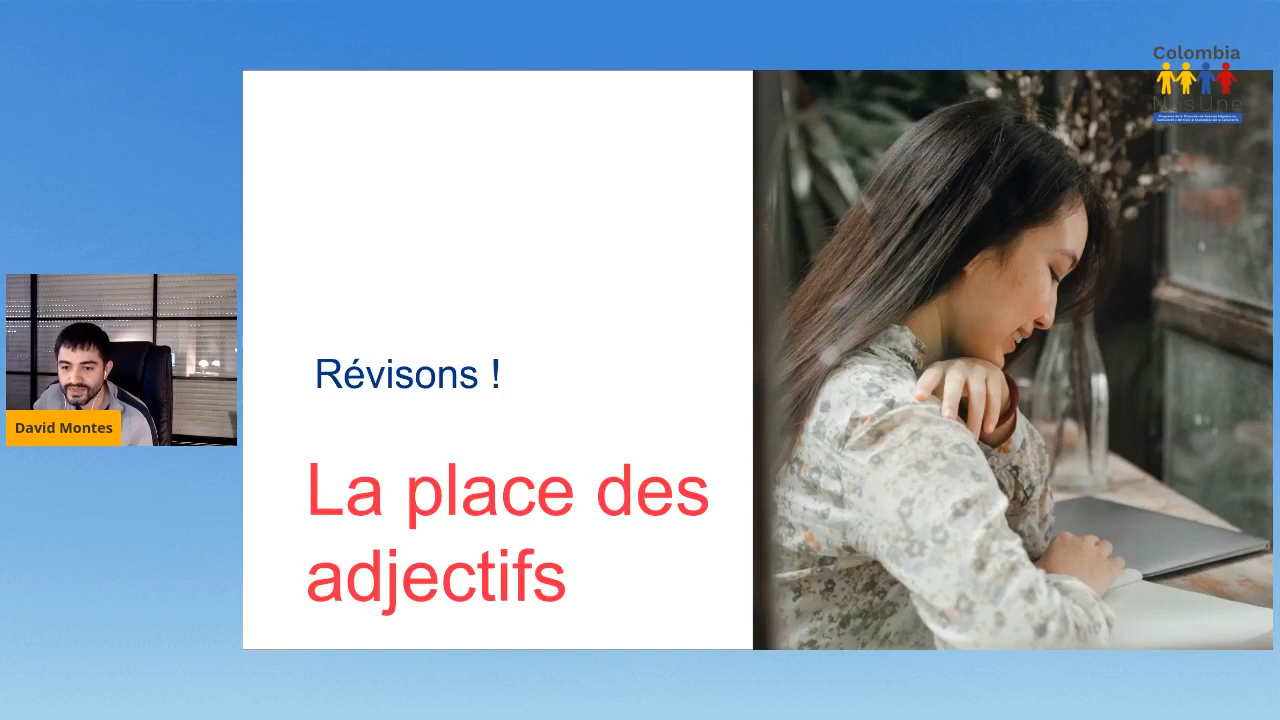 Colombia
Révisons !
La place des
adjectifs
David Montes